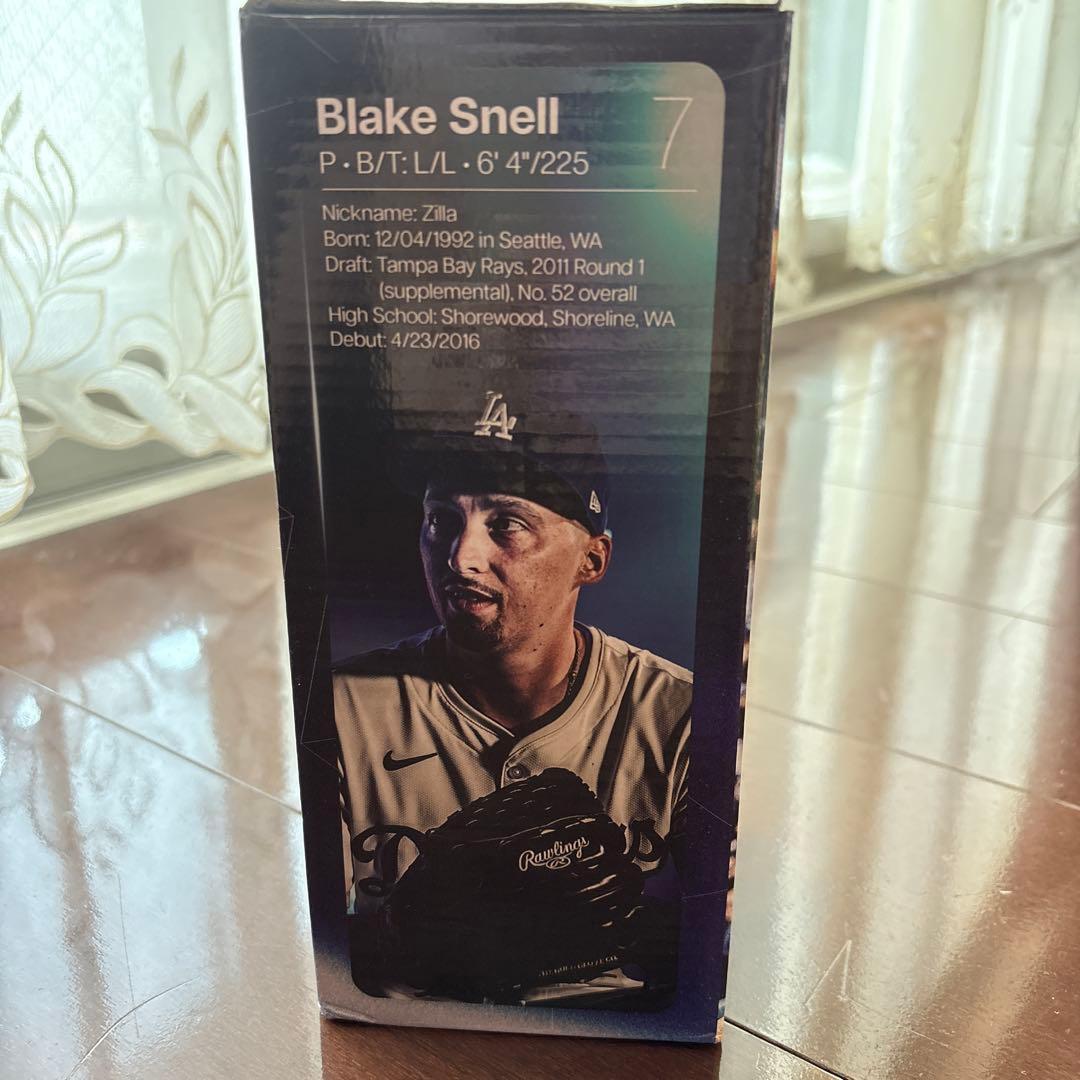 Blake Snell 7
P • B/T: L/L • 6' 4"/225
Nickname: Zilla
Born: 12/04/1992 in Seattle, WA
Draft: Tampa Bay Rays, 2011 Round 1
(supplemental), No. 52 overall
High School: Shorewood, Shoreline, WA
Debut: 4/23/2016
LA
Rawlings